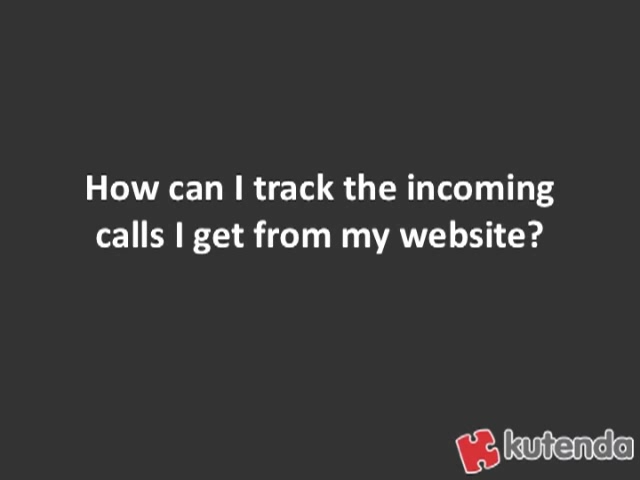 How can I track the incoming
calls I get from my website?
kutenda